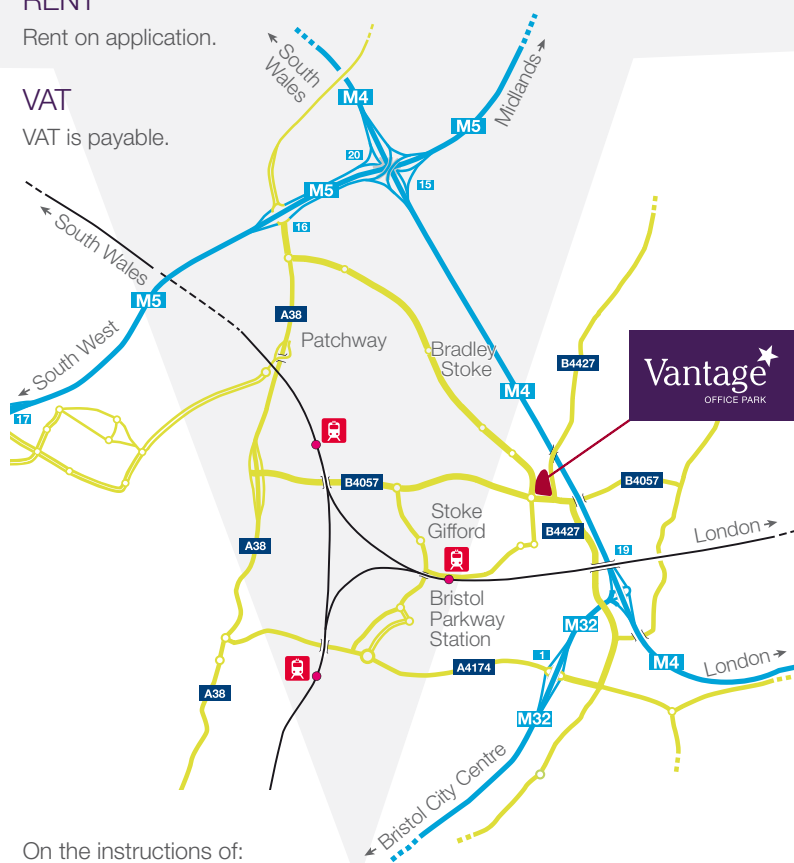 RENT
Rent on application.
VAT
VAT is payable.
South
Wales
M4
Midlands
M5
20
15
M5
16
South Wales
M5
A38
Patchway
Bradley
Stoke
South West
17
M4
B4427
Vantage
OFFICE PARK
B4057
B4057
Stoke
Gifford
B4427
A38
London
19
Bristol
Parkway
Station
M32
1
M4
London
A4174
A38
M32
Bristol City Centre
On the instructions of: